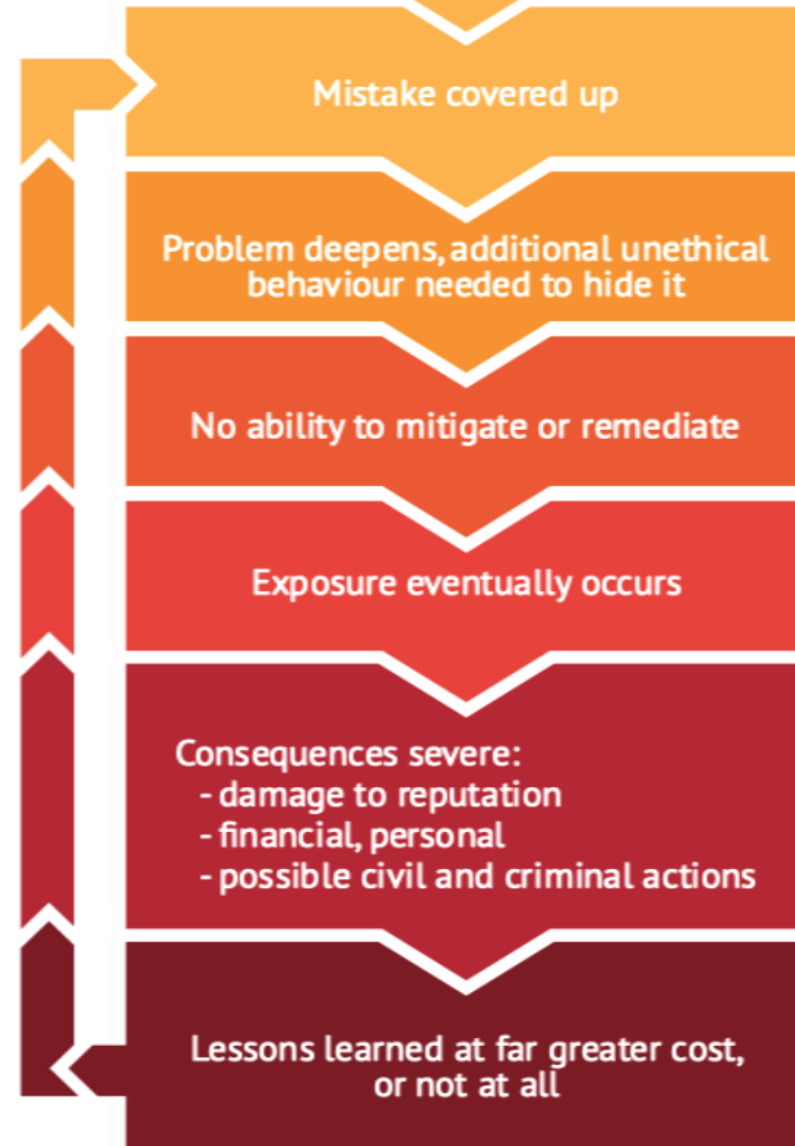 Mistake covered up
Problem deepens, additional unethical
behaviour needed to hide it
No ability to mitigate or remediate
Exposure eventually occurs
Consequences severe:
- damage to reputation
- financial, personal
- possible civil and criminal actions
Lessons learned at far greater cost,
or not at all